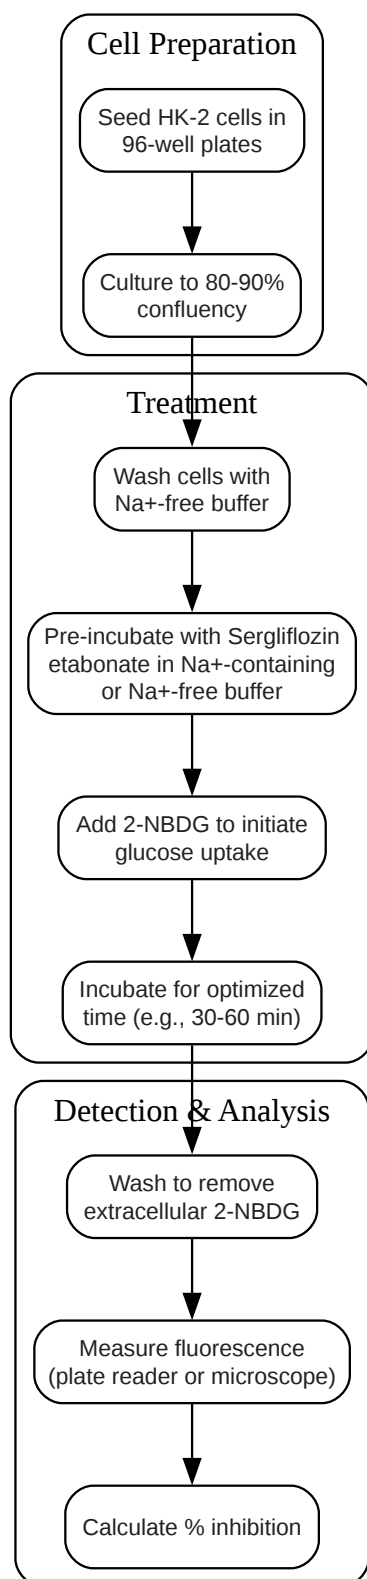 Cell Preparation
Seed HK-2 cells in
96-well plates
Culture to 80-90%
confluency
Treatment
Wash cells with
Na+-free buffer
Pre-incubate with Sergliflozin
etabonate in Na+-containing
or Na+-free buffer
Add 2-NBDG to initiate
glucose uptake
Incubate for optimized
time (e.g., 30-60 min)
Detection & Analysis
Wash to remove
extracellular 2-NBDG
Measure fluorescence
(plate reader or microscope)
Calculate % inhibition